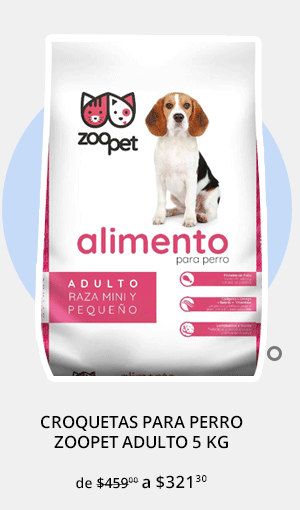 zoopet
alimento
para perro
ADULTO
RAZA MINI Y
PEQUEÑO
CROQUETAS PARA PERRO
ZOOPET ADULTO 5 KG
de $459⁰⁰ a $321³⁰